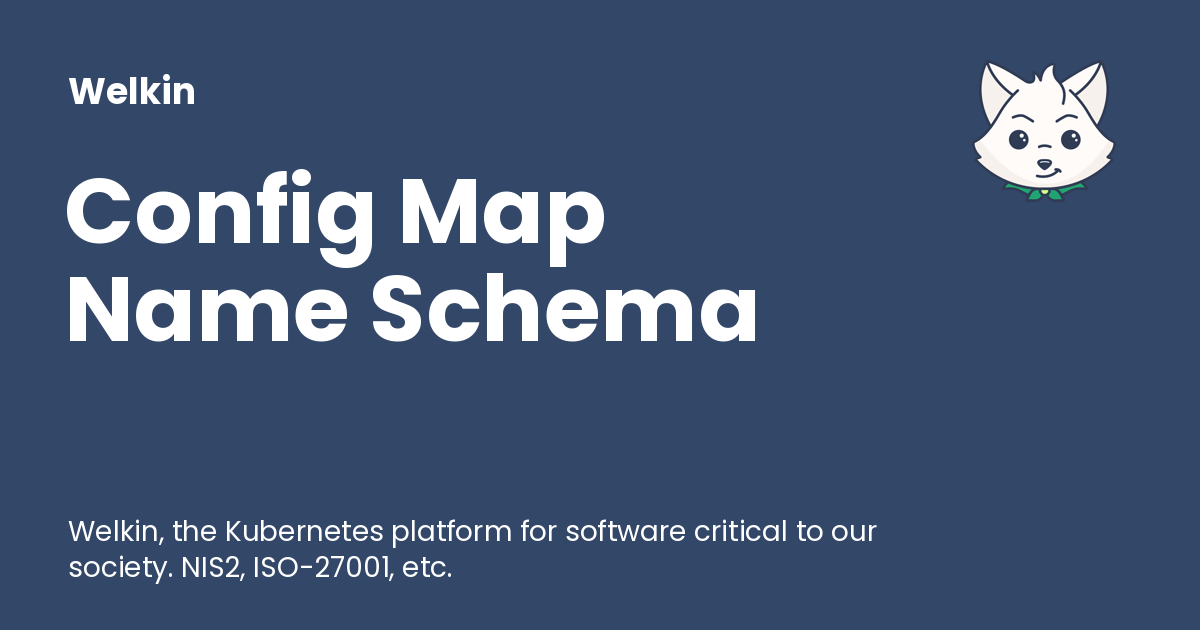 Welkin
Config Map
Name Schema
Welkin, the Kubernetes platform for software critical to our
society. NIS2, ISO-27001, etc.